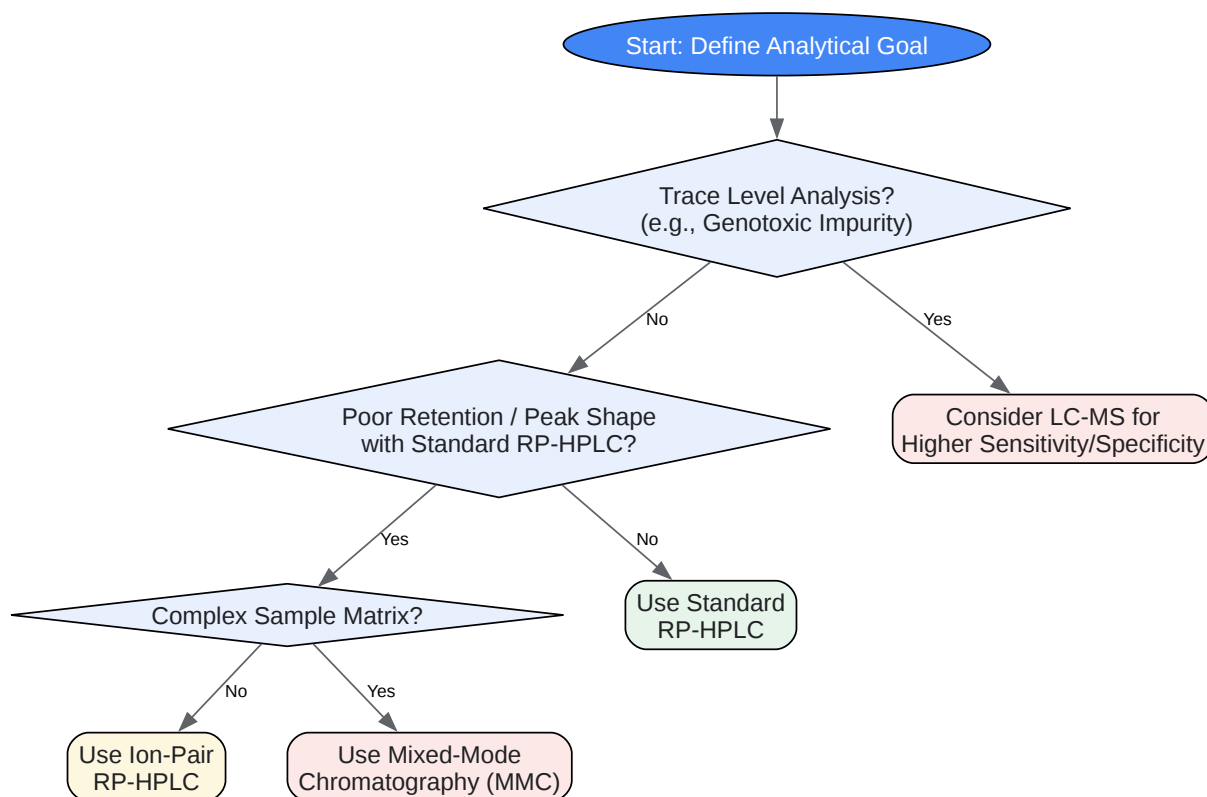 Start: Define Analytical Goal
Trace Level Analysis?
(e.g., Genotoxic Impurity)
No
Yes
Poor Retention / Peak Shape
with Standard RP-HPLC?
Consider LC-MS for
Higher Sensitivity/Specificity
Yes
No
Complex Sample Matrix?
Use Standard
RP-HPLC
No
Yes
Use Ion-Pair
RP-HPLC
Use Mixed-Mode
Chromatography (MMC)